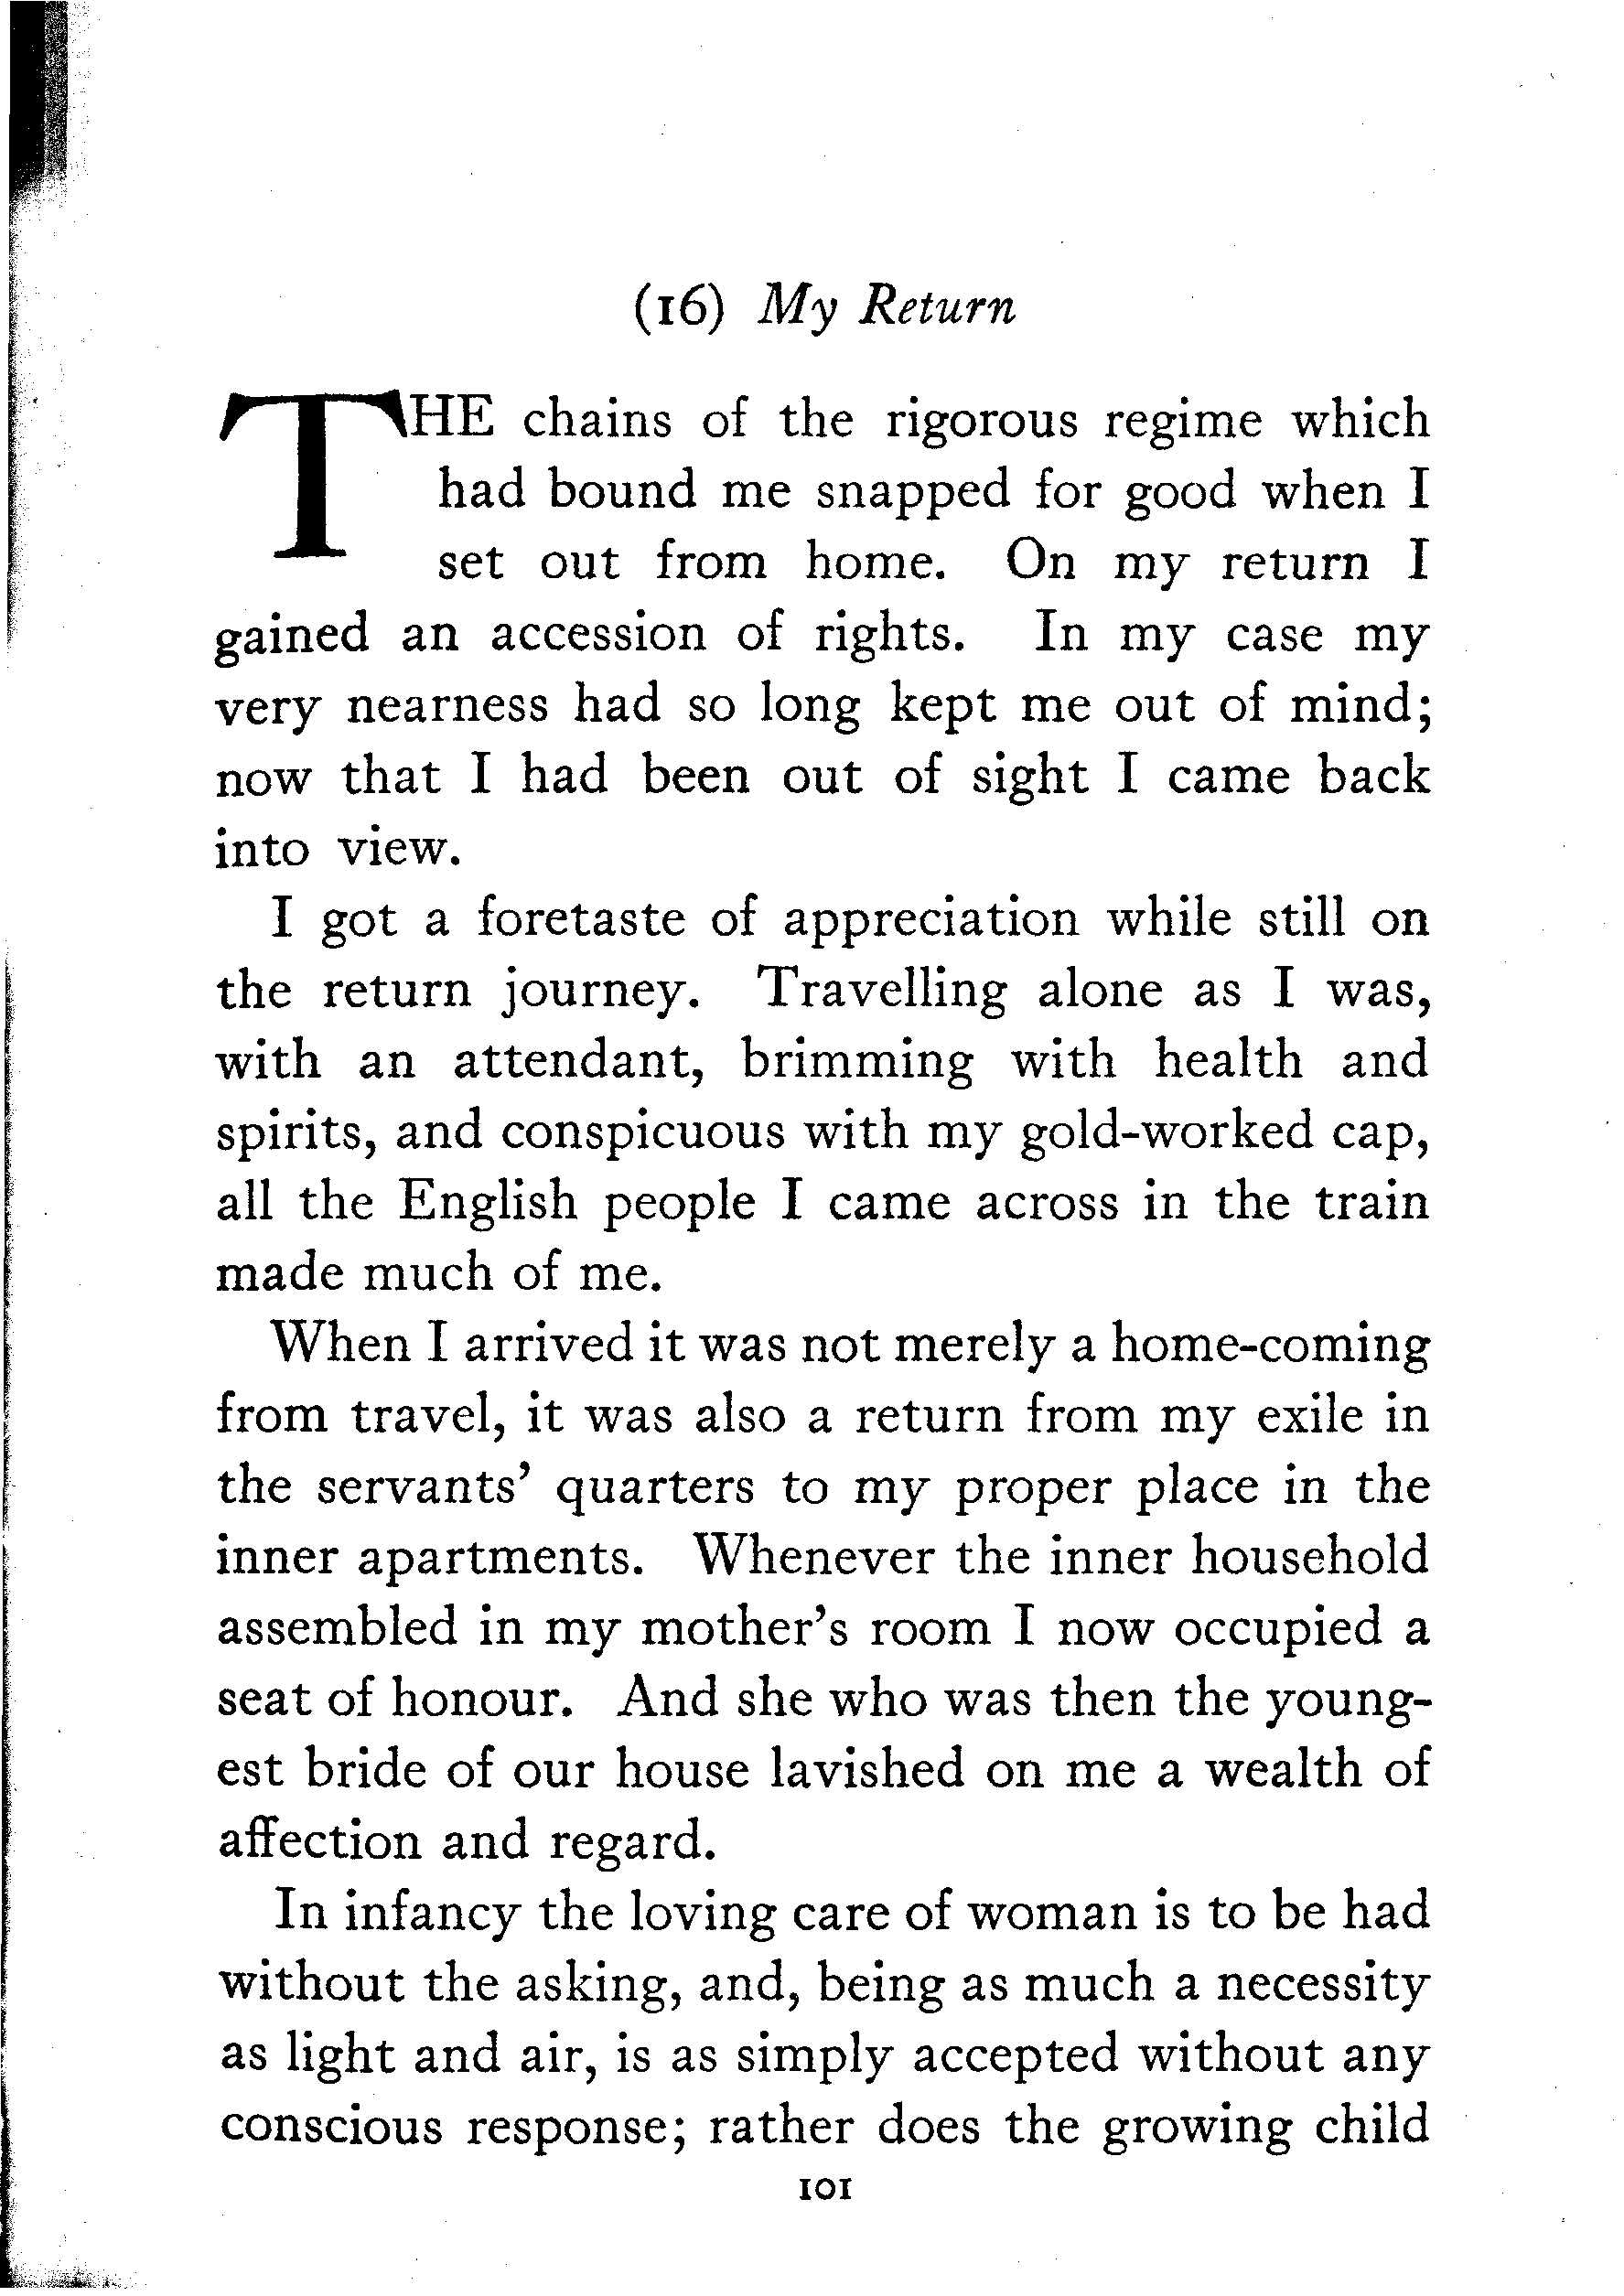 (16) My Return
THE chains of the rigorous regime which
had bound me snapped for good when I
set out from home. On my return I
gained an accession of rights. In my case my
very nearness had so long kept me out of mind;
now that I had been out of sight I came back
into view.
I got a foretaste of appreciation while still on
the return journey. Travelling alone as I was,
with an attendant, brimming with health and
spirits, and conspicuous with my gold-worked cap,
all the English people I came across in the train
made much of me.
When I arrived it was not merely a home-coming
from travel, it was also a return from my exile in
the servants’ quarters to my proper place in the
inner apartments. Whenever the inner household
assembled in my mother’s room I now occupied a
seat of honour. And she who was then the young-
est bride of our house lavished on me a wealth of
affection and regard.
In infancy the loving care of woman is to be had
without the asking, and, being as much a necessity
as light and air, is as simply accepted without any
conscious response; rather does the growing child
101